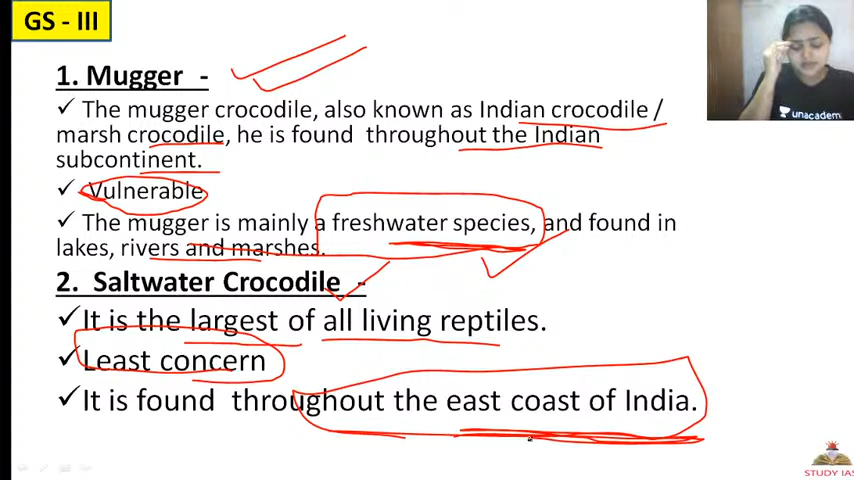 GS - III
1. Mugger -
✓ The mugger crocodile, also known as Indian crocodile /
marsh crocodile, he is found throughout the Indian
subcontinent.
✓ Vulnerable
✓ The mugger is mainly a freshwater species, and found in
lakes, rivers and marshes.
2. Saltwater Crocodile -
✓It is the largest of all living reptiles.
✓Least concern
✓It is found throughout the east coast of India.
unacademy
STUDY IAS